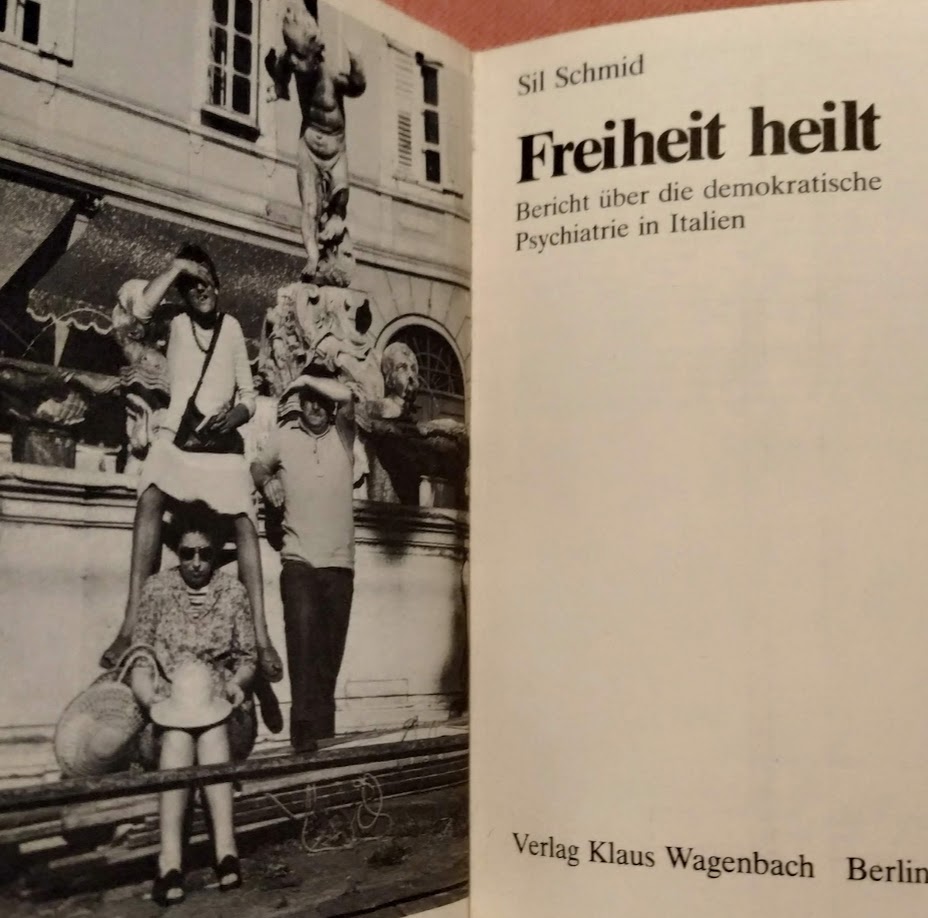 Sil Schmid
Freiheit heilt
Bericht über die demokratische
Psychiatrie in Italien
Verlag Klaus Wagenbach Berlin